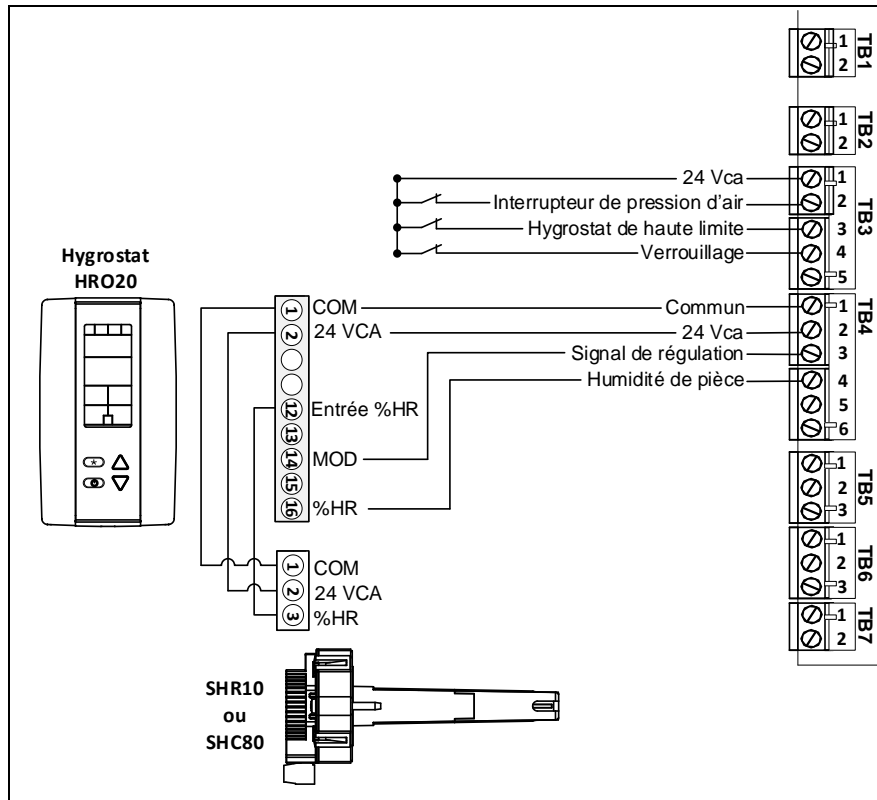 Hygrostat
HRO20
1 COM
2 24 VCA
12 Entrée %HR
13
14 MOD
15
16 %HR
1 COM
2 24 VCA
3 %HR
SHR10
ou
SHC80
24 Vca
Interrupteur de pression d'air
Hygrostat de haute limite
Verrouillage
Commun
24 Vca
Signal de régulation
Humidité de pièce
TB1
1
2
TB2
1
2
TB3
1
2
3
4
5
TB4
1
2
3
4
5
6
TB5
1
2
3
TB6
1
2
3
TB7
1
2